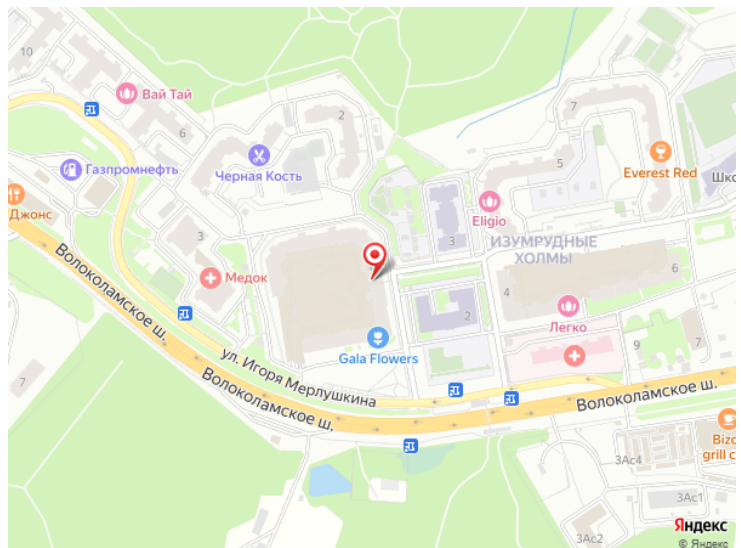 10
Вай Тай
6
2
7
Газпромнефть
Черная Кость
5
Everest Red
Шко
Джонс
Eligio
3
ИЗУМРУДНЫЕ
ХОЛМЫ
3
Медок
6
4
Волоколамское ш.
2
Легко
7
Gala Flowers
9
7
ул. Игоря Мерлушкина
Волоколамское ш.
Волоколамское ш.
Bizo
grill c
3Ас4
3Ас1
3Ас2
Яндекс
© Яндекс